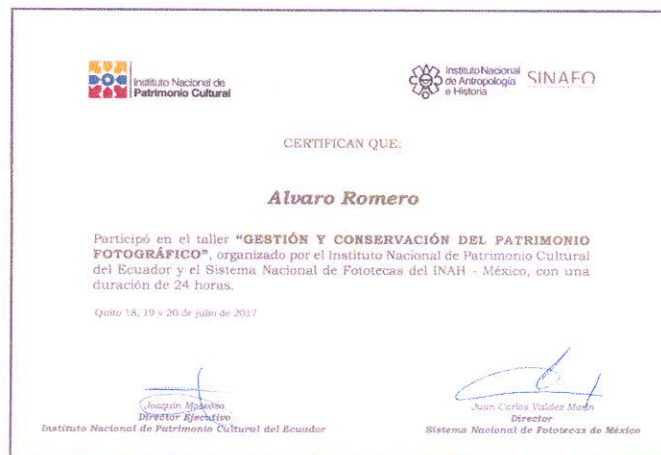 Instituto Nacional de
Patrimonio Cultural
Instituto Nacional
de Antropología
e Historia
SINAFO
CERTIFICAN QUE:
Alvaro Romero
Participó en el taller “GESTIÓN Y CONSERVACIÓN DEL PATRIMONIO
FOTOGRÁFICO”, organizado por el Instituto Nacional de Patrimonio Cultural
del Ecuador y el Sistema Nacional de Fototecas del INAH - México, con una
duración de 24 horas.
Quito 18, 19 y 20 de julio de 2017
Joaquín
Director Ejecutivo
Instituto Nacional de Patrimonio Cultural del Ecuador
Juan Carlos Valdez Marín
Director
Sistema Nacional de Fototecas de México